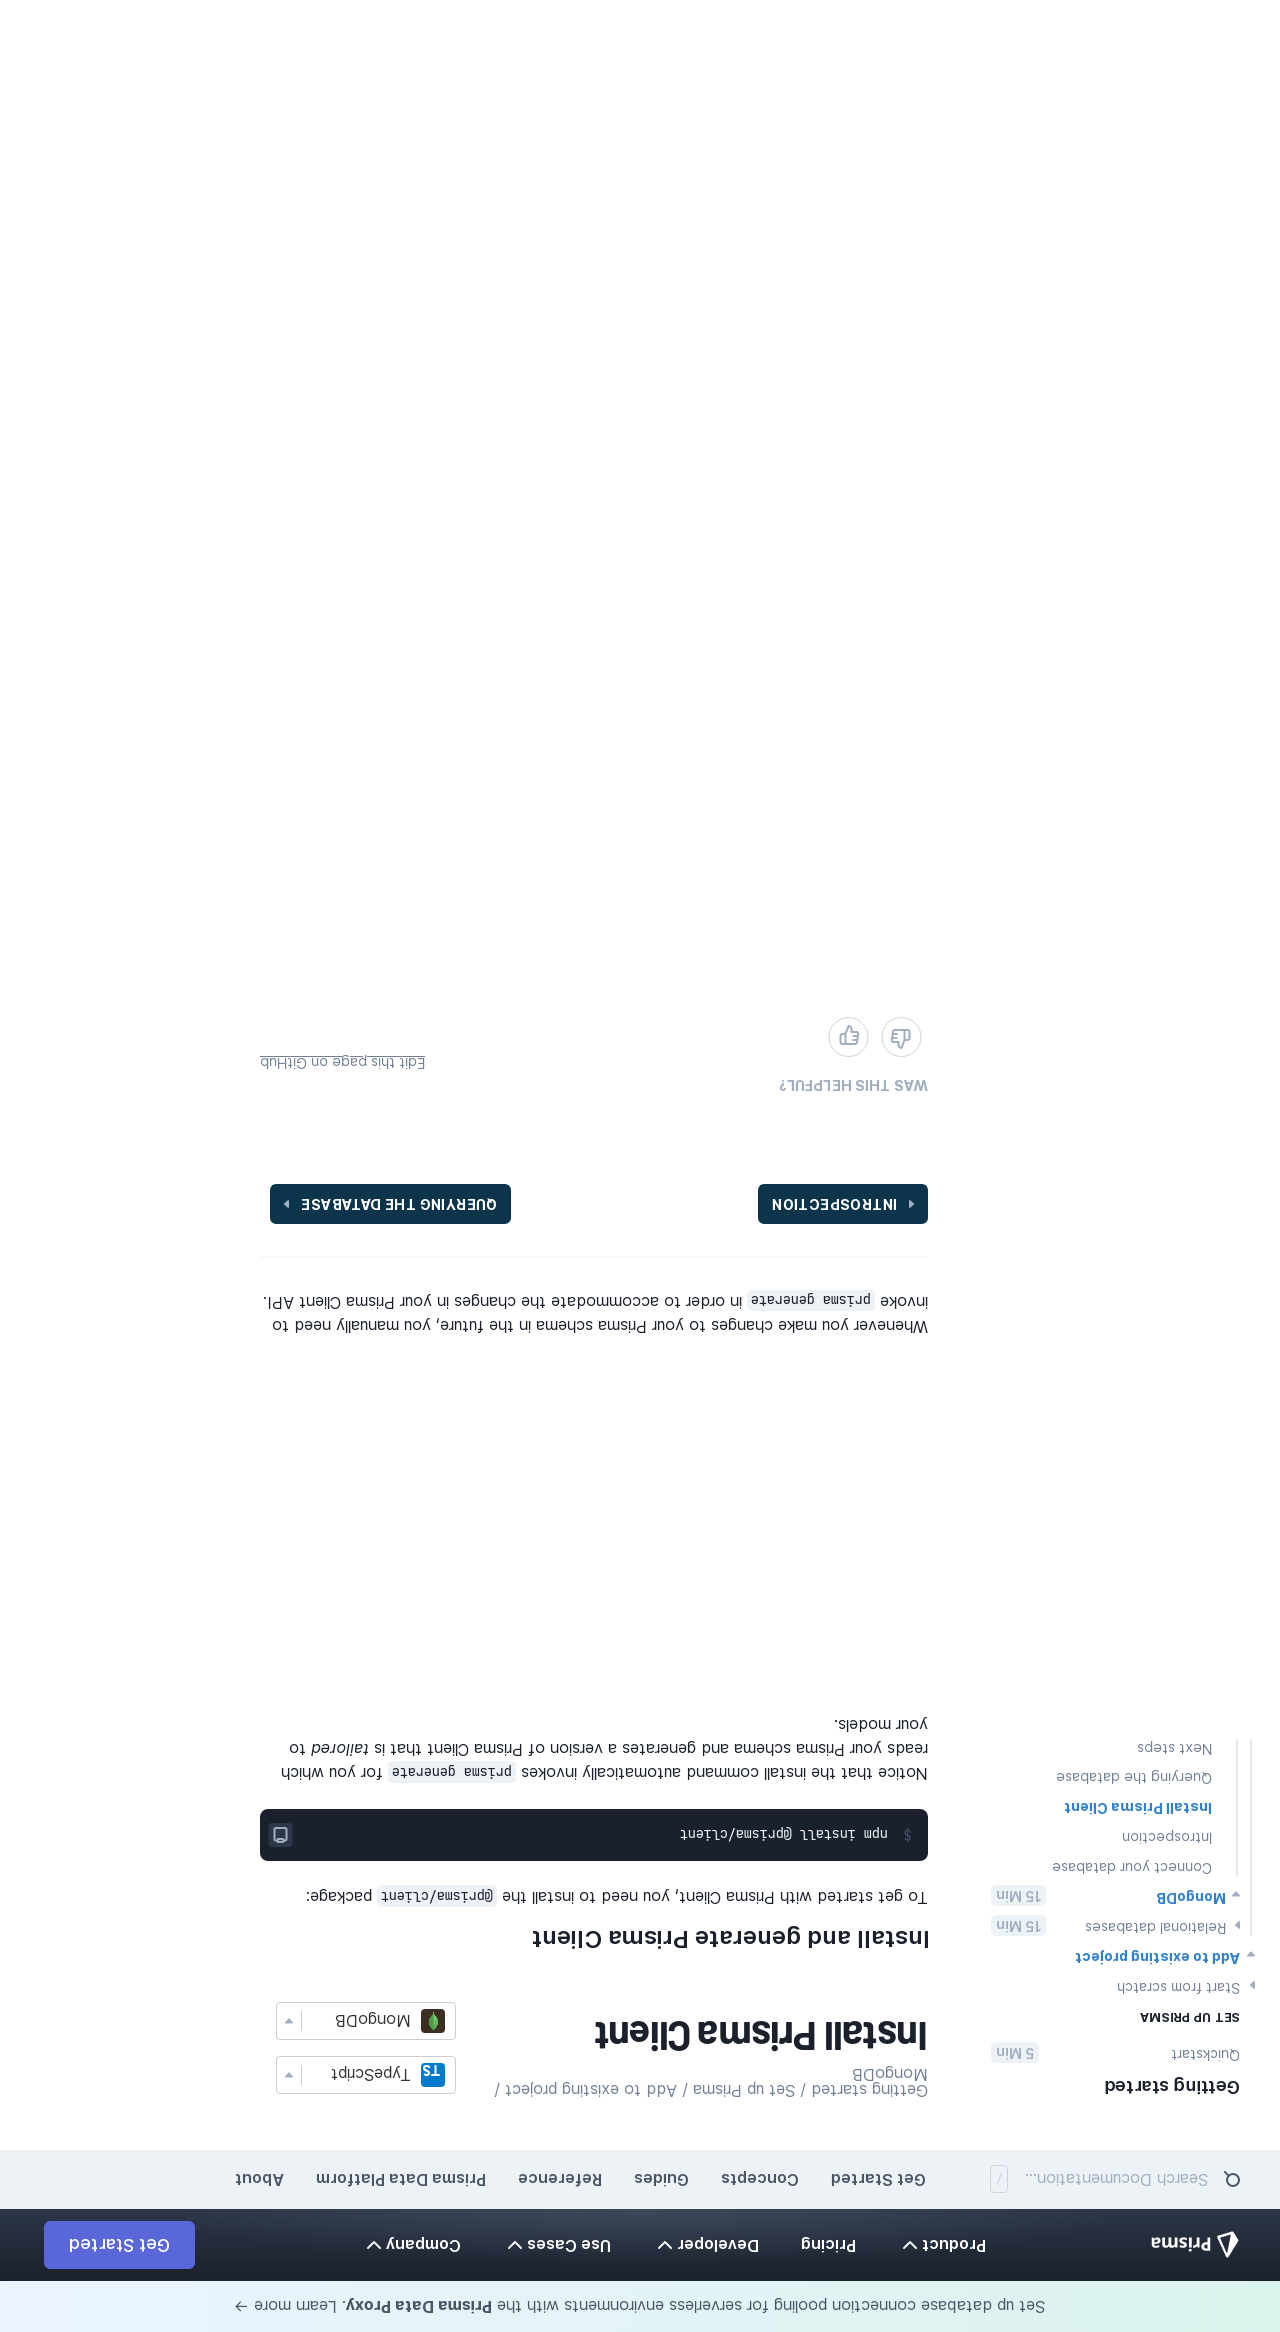 Set up database connection pooling for serverless environments with the Prisma Data Proxy. Learn more →
Prisma
Product
Pricing
Developer
Use Cases
Company
Get Started
Search Documentation...
/
Get Started
Concepts
Guides
Reference
Prisma Data Platform
About
Getting started
Quickstart
5 Min
SET UP PRISMA
Start from scratch
Add to existing project
Relational databases
15 Min
MongoDB
15 Min
Connect your database
Introspection
Install Prisma Client
Querying the database
Next steps
Getting started / Set up Prisma / Add to existing project /
MongoDB
Install Prisma Client
TS TypeScript
MongoDB
Install and generate Prisma Client
To get started with Prisma Client, you need to install the @prisma/client package:
$ npm install @prisma/client
Notice that the install command automatically invokes prisma generate for you which
reads your Prisma schema and generates a version of Prisma Client that is tailored to
your models.
Whenever you make changes to your Prisma schema in the future, you manually need to
invoke prisma generate in order to accommodate the changes in your Prisma Client API.
INTROSPECTION
QUERYING THE DATABASE
WAS THIS HELPFUL?
Edit this page on GitHub